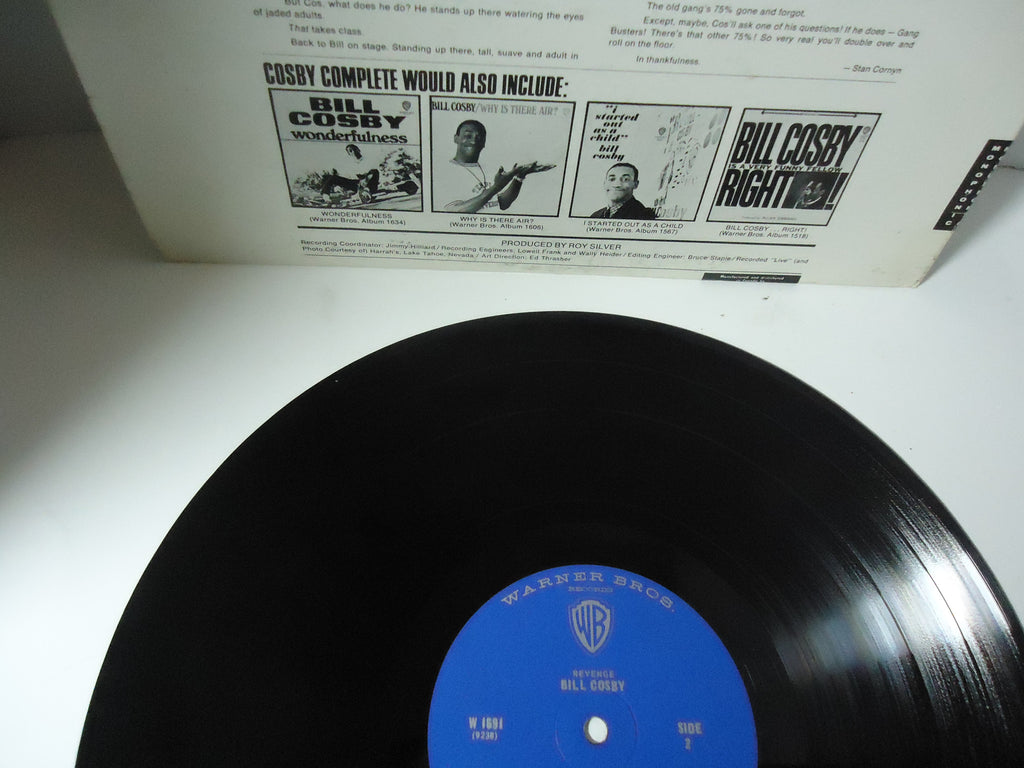 But Cos, what does he do? He stands up there watering the eyes
of jaded adults.
That takes class.
Back to Bill on stage. Standing up there, tall, suave and adult in
The old gang's 75% gone and forgot.
Except, maybe, Cos'll ask one of his questions! If he does — Gang
Busters! There's that other 75%! So very real you'll double over and
roll on the floor.
In thankfulness.
— Stan Cornyn
COSBY COMPLETE WOULD ALSO INCLUDE:
BILL
COSBY
wonderfulness
WONDERFULNESS
(Warner Bros. Album 1634)
BILL COSBY/WHY IS THERE AIR?
WHY IS THERE AIR?
(Warner Bros. Album 1606)
"i
started
out
as a
child"
bill
cosby
I STARTED OUT AS A CHILD
(Warner Bros. Album 1567)
BILL COSBY
IS A VERY FUNNY FELLOW
RIGHT!
BILL COSBY ... RIGHT!
(Warner Bros. Album 1518)
PRODUCED BY ROY SILVER
Recording Coordinator: Jimmy Hilliard / Recording Engineers: Lowell Frank and Wally Heider / Editing Engineer: Bruce Staple / Recorded "Live" (and
Photo Courtesy of) Harrah's, Lake Tahoe, Nevada / Art Direction: Ed Thrasher
Manufactured and distributed
WARNER BROS.
RECORDS
WB
REVENGE
BILL COSBY
W 1691
(9238)
SIDE
2